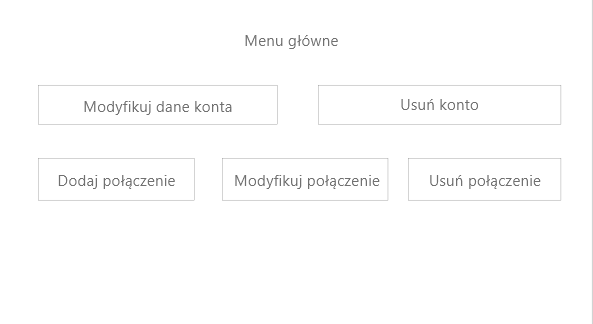 Menu główne
Modyfikuj dane konta
Usuń konto
Dodaj połączenie
Modyfikuj połączenie
Usuń połączenie